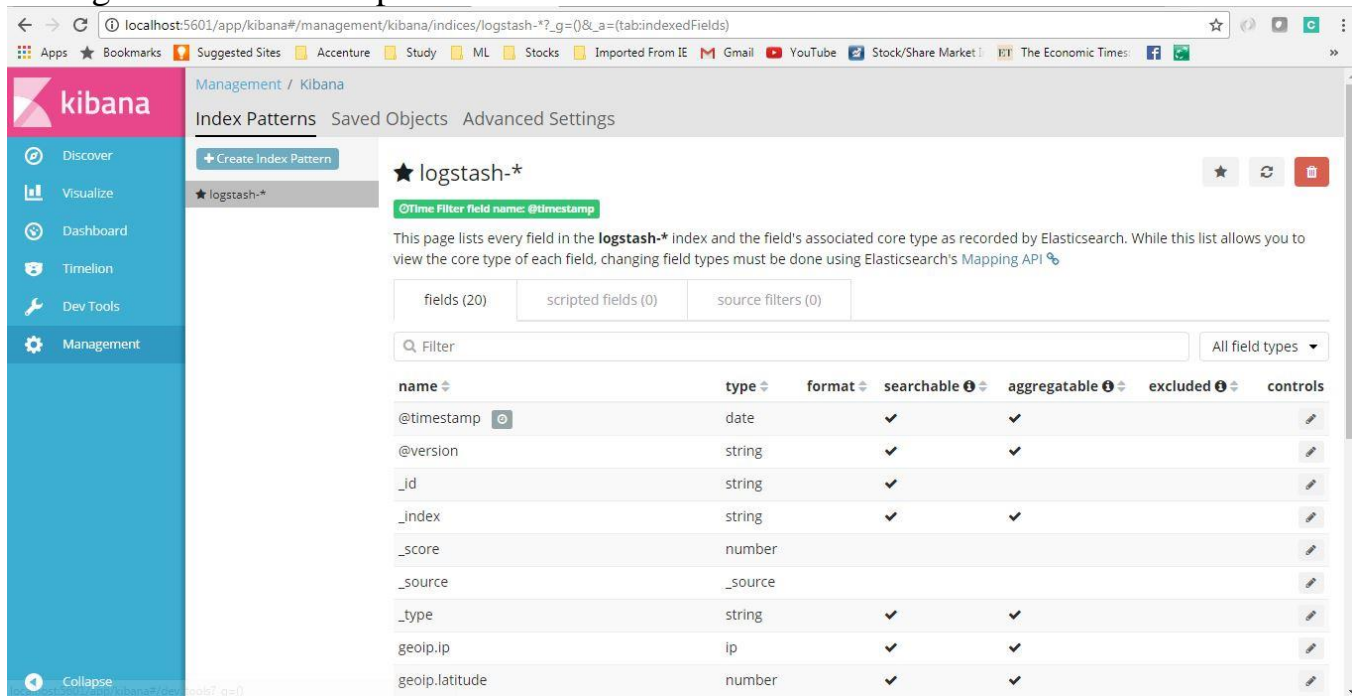 localhost:5601/app/kibana#/management/kibana/indices/logstash-*?_g=()&_a=(tab:indexedFields)
Apps Bookmarks Suggested Sites Accenture Study ML Stocks Imported From IE Gmail YouTube Stock/Share Market I ET The Economic Times: »
kibana
Management / Kibana
Index Patterns Saved Objects Advanced Settings
Discover
Visualize
Dashboard
Timelion
Dev Tools
Management
Collapse
+ Create Index Pattern
★ logstash-*
★ logstash-*
Time Filter field name: @timestamp
This page lists every field in the logstash-* index and the field's associated core type as recorded by Elasticsearch. While this list allows you to
view the core type of each field, changing field types must be done using Elasticsearch's Mapping API
fields (20) scripted fields (0) source filters (0)
Filter All field types
name type format searchable aggregatable excluded controls
@timestamp date ✔ ✔
@version string ✔ ✔
_id string ✔
_index string ✔ ✔
_score number
_source _source
_type string ✔ ✔
geoip.ip ip ✔ ✔
geoip.latitude number ✔ ✔